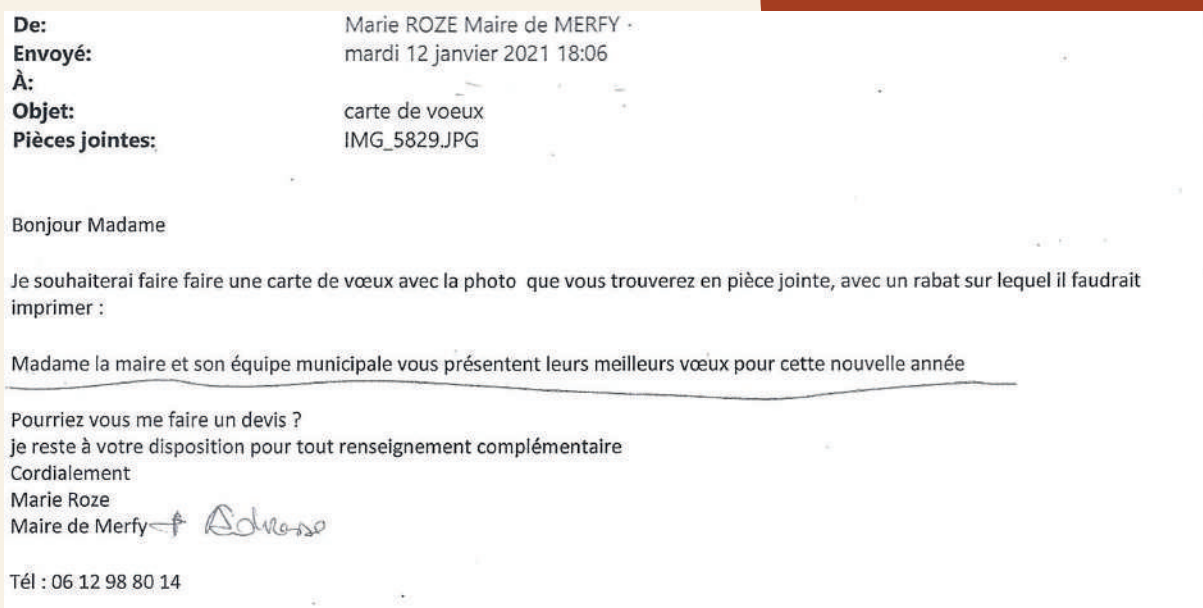 De: Marie ROZE Maire de MERFY
Envoyé: mardi 12 janvier 2021 18:06
À:
Objet: carte de voeux
Pièces jointes: IMG_5829.JPG
Bonjour Madame
Je souhaiterai faire faire une carte de vœux avec la photo que vous trouverez en pièce jointe, avec un rabat sur lequel il faudrait
imprimer :
Madame la maire et son équipe municipale vous présentent leurs meilleurs vœux pour cette nouvelle année
Pourriez vous me faire un devis ?
je reste à votre disposition pour tout renseignement complémentaire
Cordialement
Marie Roze
Maire de Merfy + Adresse
Tél : 06 12 98 80 14